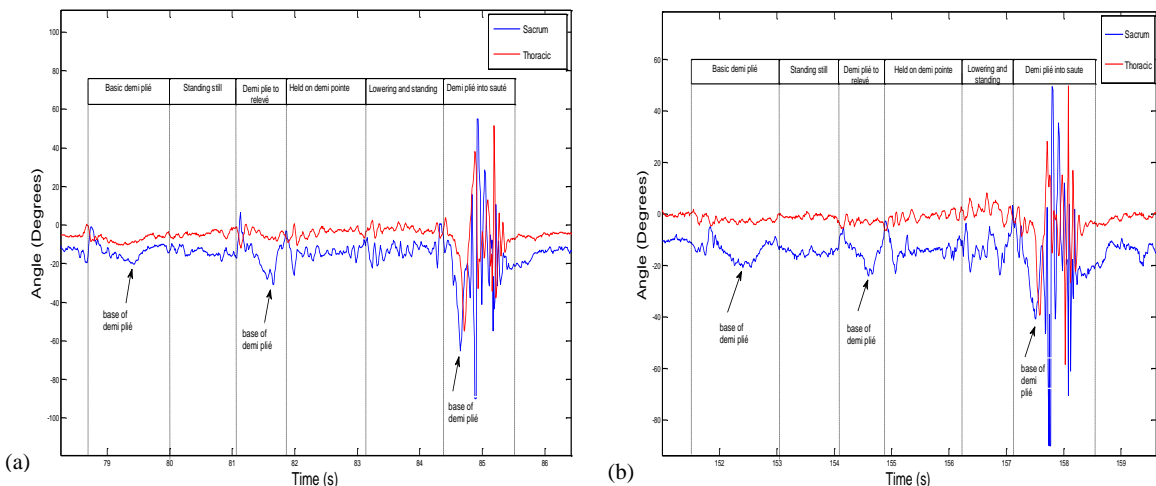 100
80
60
40
20
0
-20
-40
-60
-80
-100
Angle (Degrees)
Sacrum
Thoracic
Basic demi plié
Standing still
Demi plie to
relevé
Held on demi pointe
Lowering and standing
Demi plié into sauté
base of
demi plié
base of
demi plié
base of
demi plié
79
80
81
82
83
84
85
86
Time (s)
(a)
60
40
20
0
-20
-40
-60
-80
Angle (Degrees)
Sacrum
Thoracic
Basic demi plié
Standing still
Demi plié to
relevé
Held on demi pointe
Lowering and
standing
Demi plié into saute
base of
demi plié
base of
demi plié
base of
demi
plié
152
153
154
155
156
157
158
159
Time (s)
(b)